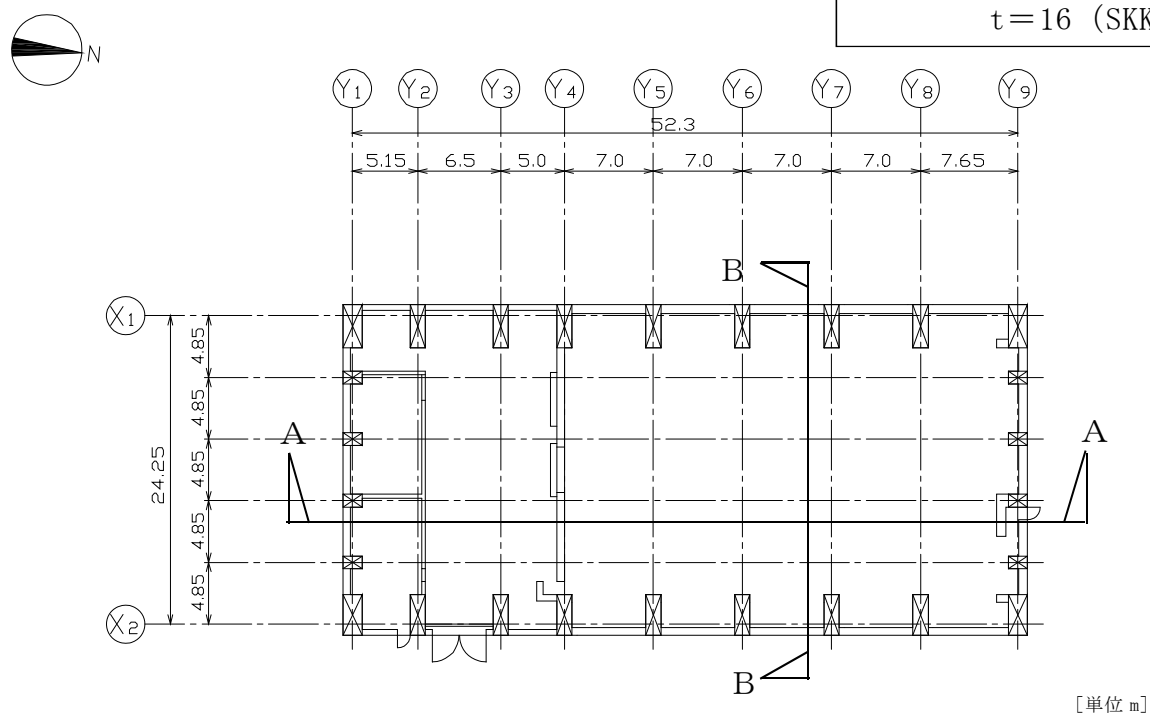 t＝16 (SKK
N
Y1 Y2 Y3 Y4 Y5 Y6 Y7 Y8 Y9
52.3
5.15 6.5 5.0 7.0 7.0 7.0 7.0 7.65
B
X1
4.85
4.85
A A
4.85
24.25
4.85
4.85
X2
B
[単位 m]